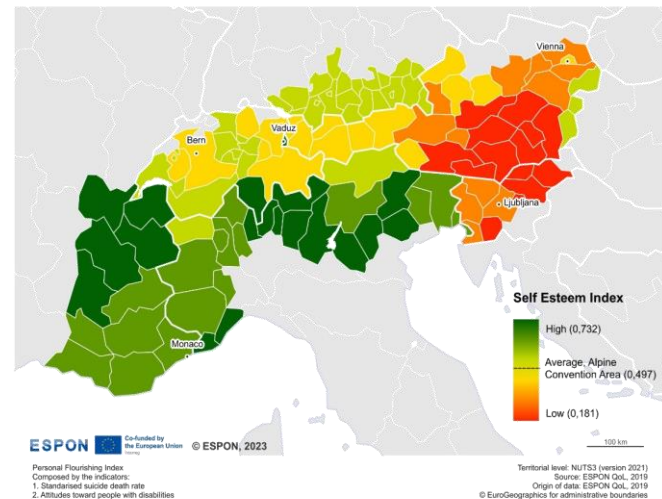 Vienna
Vaduz
Bern
Ljubljana
Monaco
Self Esteem Index
High (0,732)
Average, Alpine
Convention Area (0,497)
Low (0,181)
100 km
ESPON
Co-funded by
the European Union
Interreg
© ESPON, 2023
Personal Flourishing Index
Composed by the indicators:
1. Standarised suicide death rate
2. Attitudes toward people with disabilities
Territorial level: NUTS3 (version 2021)
Source: ESPON QoL, 2019
Origin of data: ESPON QoL, 2019
© EuroGeographics for administrative boundaries